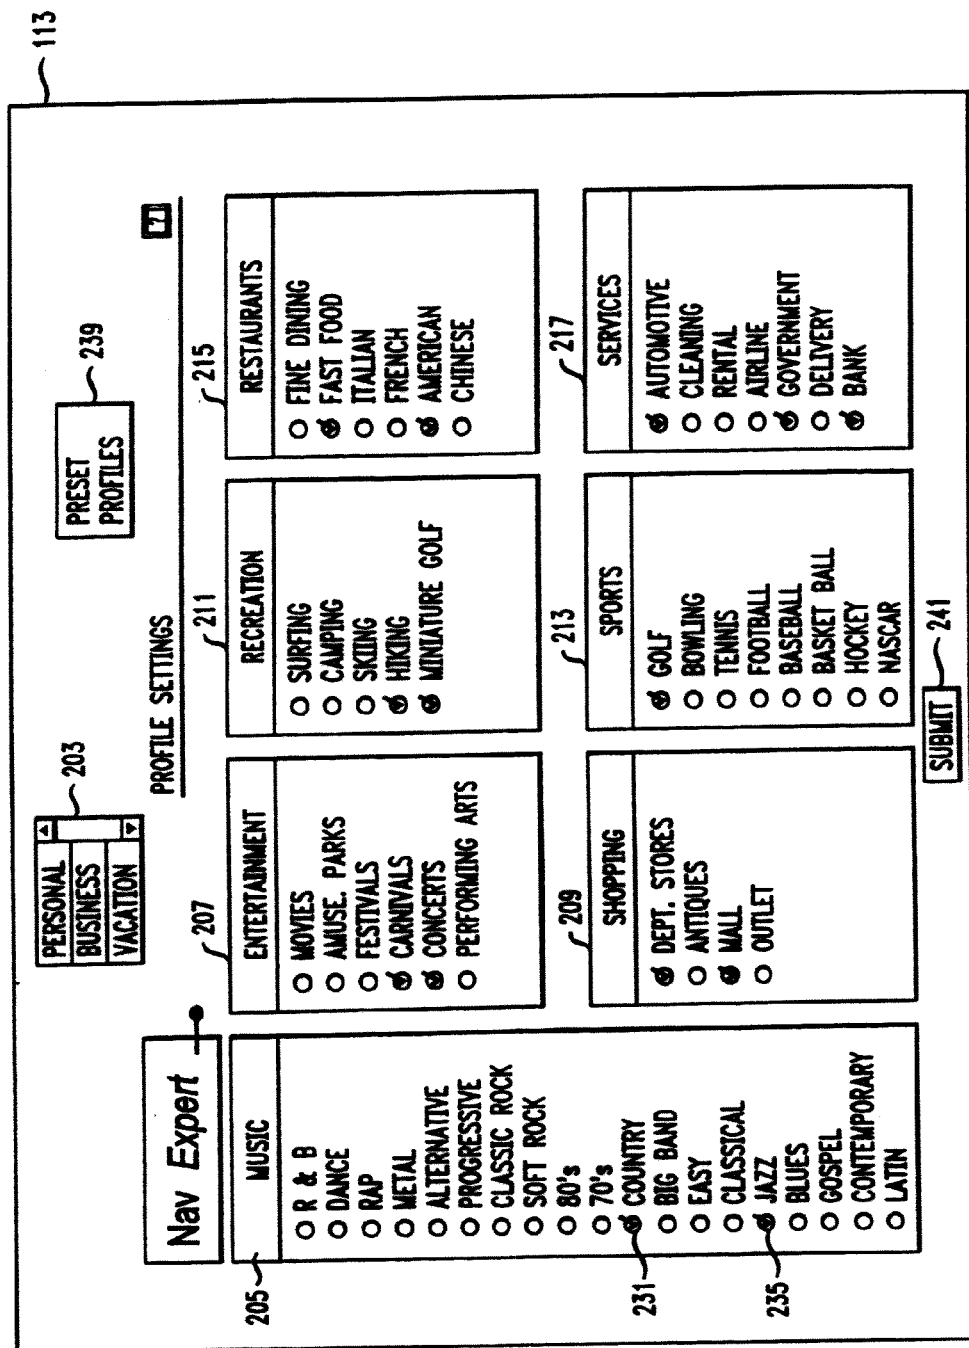 113
PERSONAL
BUSINESS
VACATION
203
PRESET
PROFILES
239
Nav Expert
PROFILE SETTINGS
?
205
MUSIC
R & B
DANCE
RAP
METAL
ALTERNATIVE
PROGRESSIVE
CLASSIC ROCK
SOFT ROCK
80's
70's
COUNTRY
BIG BAND
EASY
CLASSICAL
JAZZ
BLUES
GOSPEL
CONTEMPORARY
LATIN
231
235
207
ENTERTAINMENT
MOVIES
AMUSE. PARKS
FESTIVALS
CARNIVALS
CONCERTS
PERFORMING ARTS
211
RECREATION
SURFING
CAMPING
SKIING
HIKING
MINIATURE GOLF
215
RESTAURANTS
FINE DINING
FAST FOOD
ITALIAN
FRENCH
AMERICAN
CHINESE
209
SHOPPING
DEPT. STORES
ANTIQUES
MALL
OUTLET
213
SPORTS
GOLF
BOWLING
TENNIS
FOOTBALL
BASEBALL
BASKET BALL
HOCKEY
NASCAR
217
SERVICES
AUTOMOTIVE
CLEANING
RENTAL
AIRLINE
GOVERNMENT
DELIVERY
BANK
SUBMIT
241